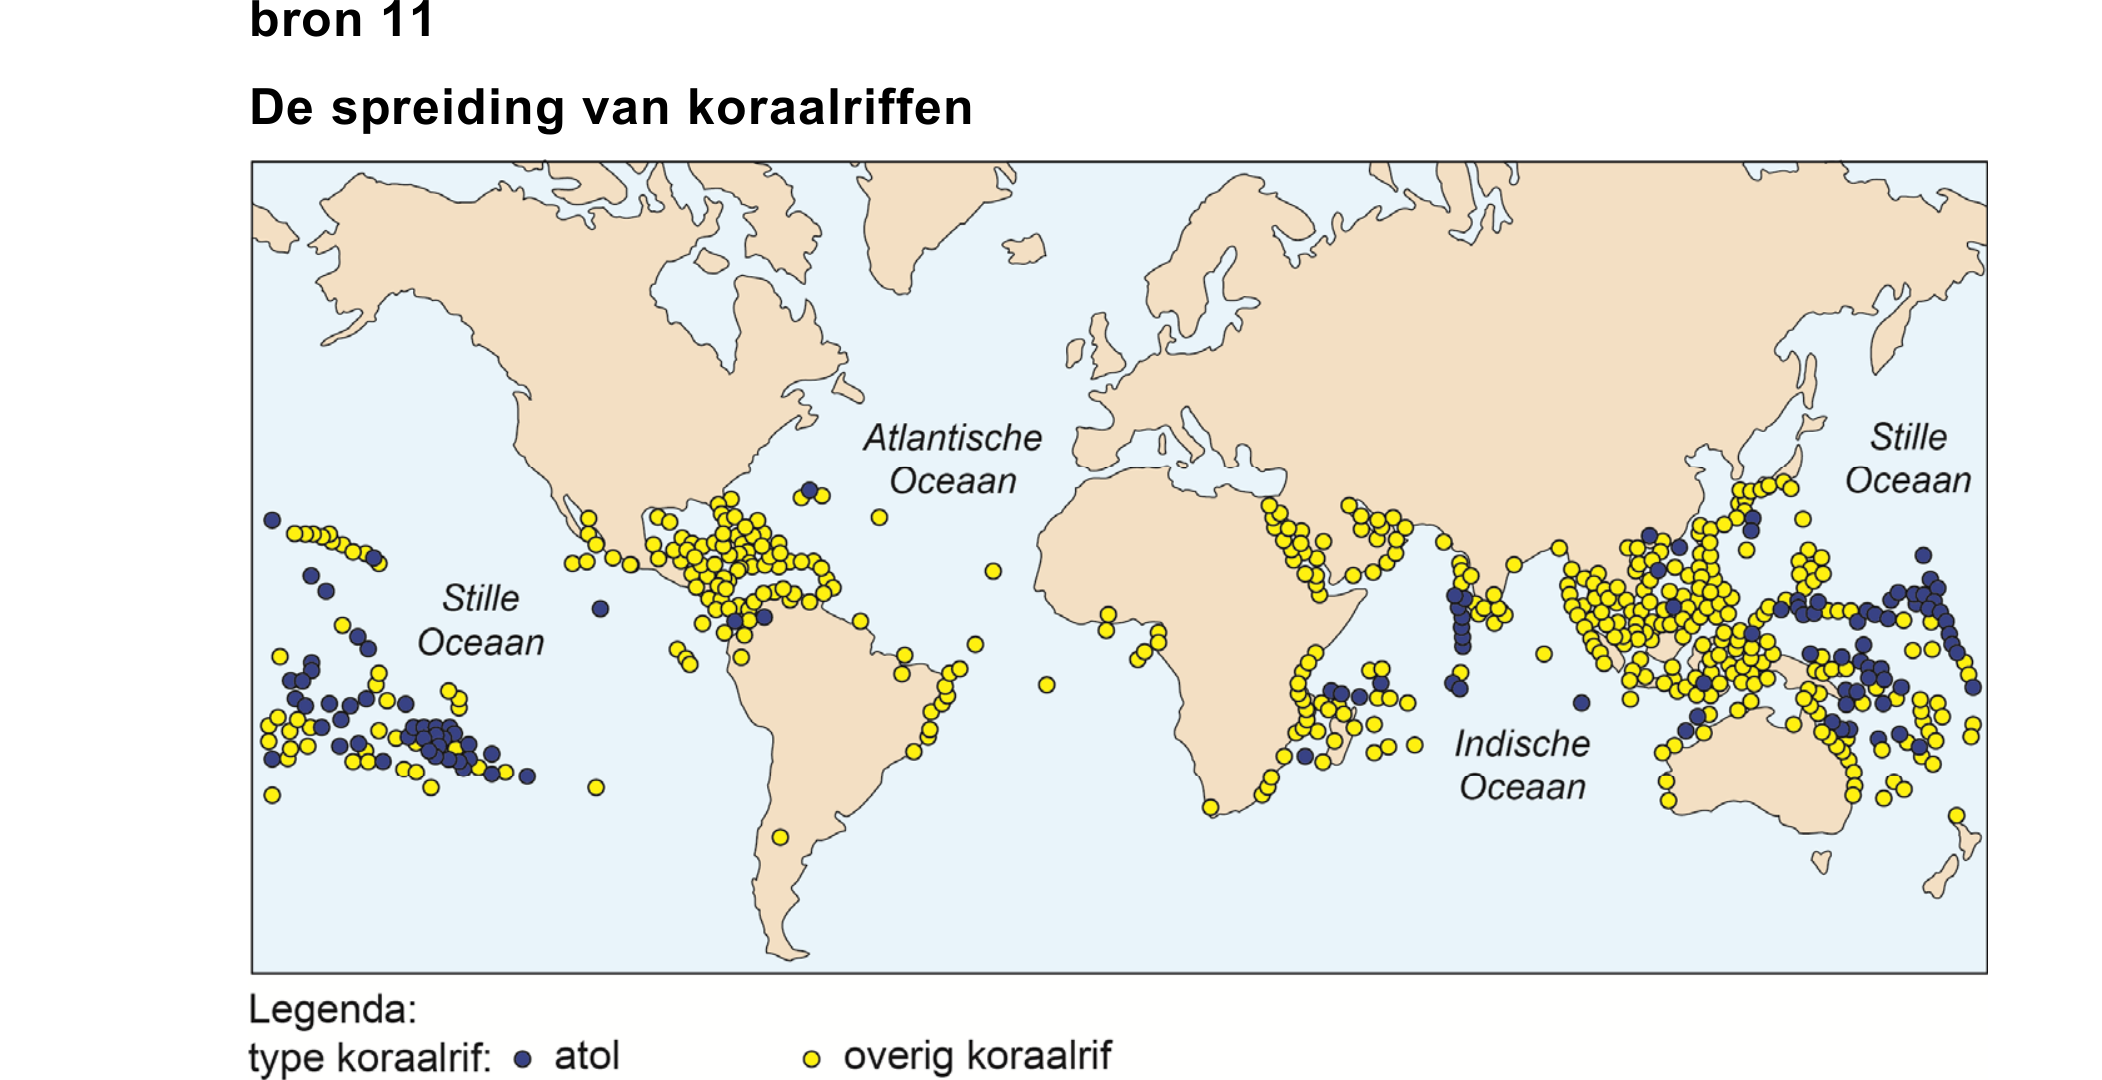 bron 11
De spreiding van koraalriffen
Atlantische
Oceaan
Stille
Oceaan
Stille
Oceaan
Indische
Oceaan
Legenda:
type koraalrif: atol overig koraalrif